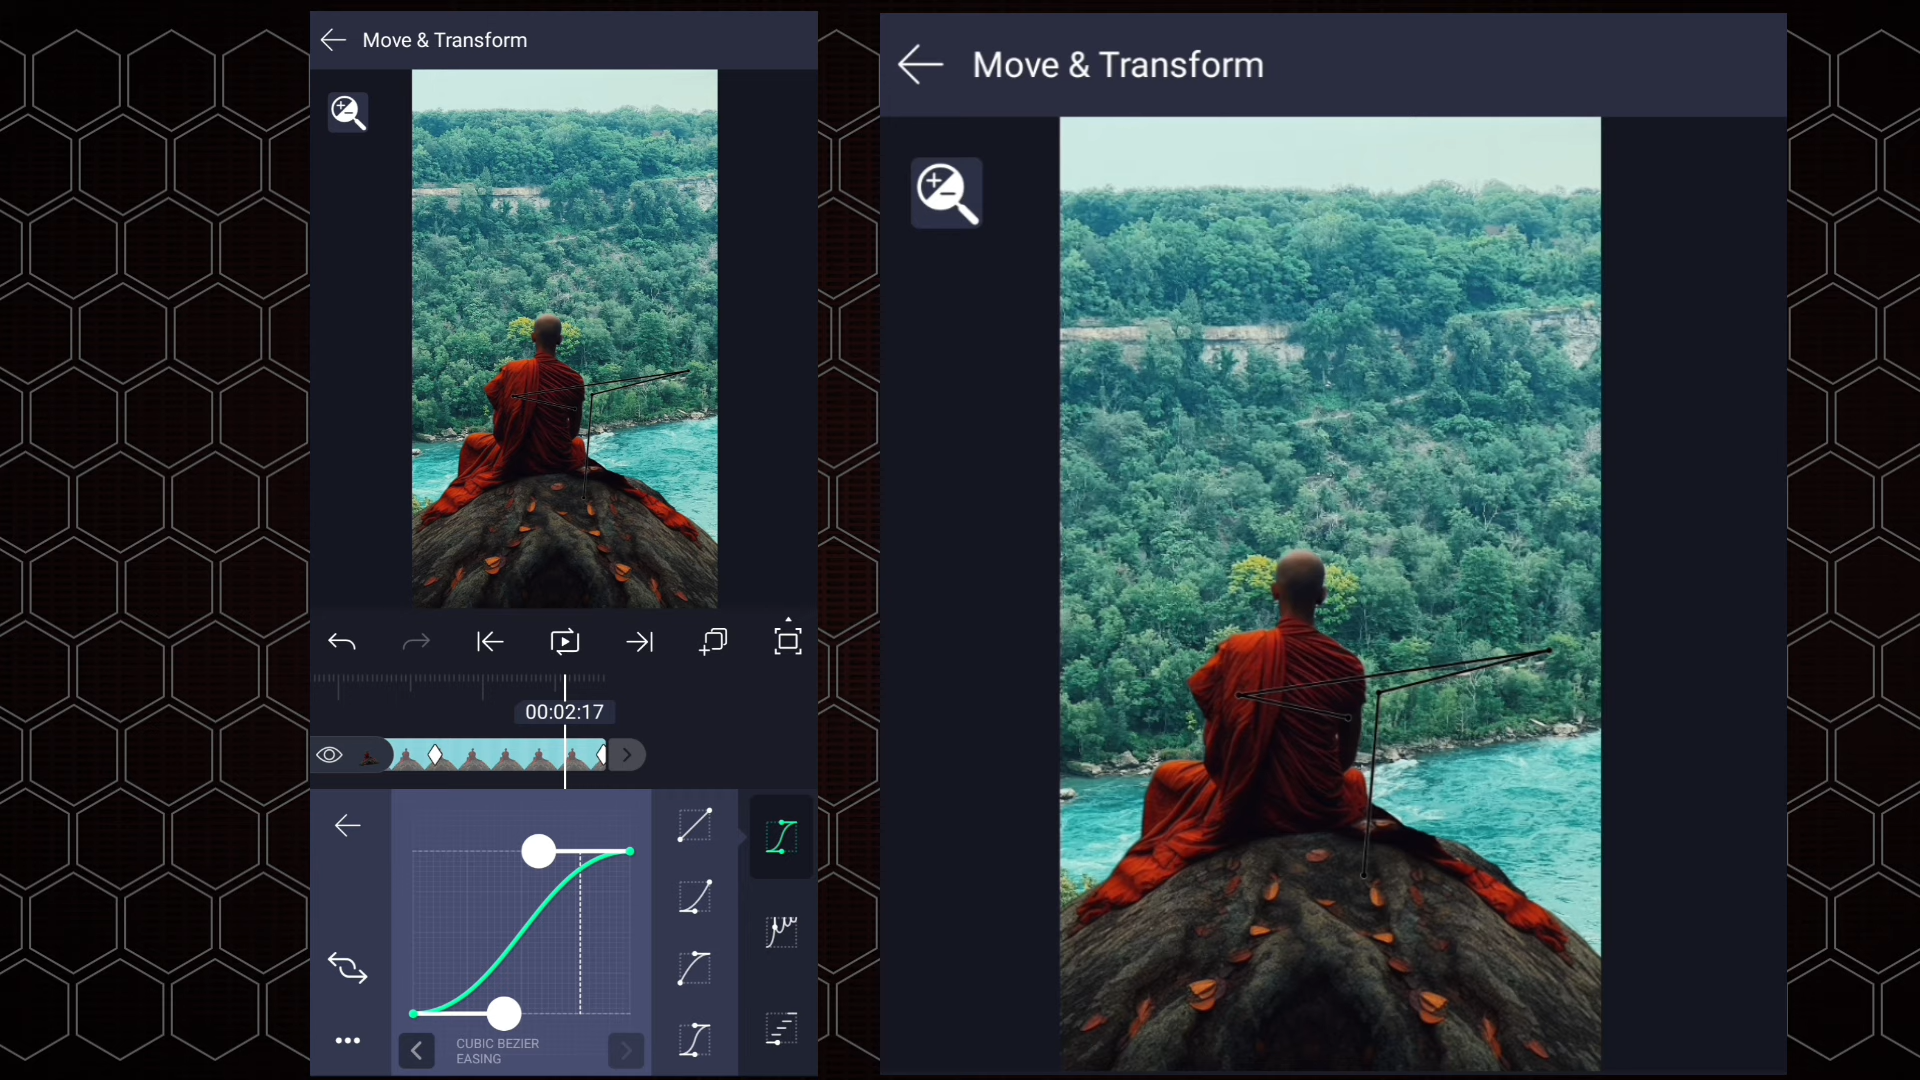 Move & Transform
00:02:17
CUBIC BEZIER
EASING
Move & Transform